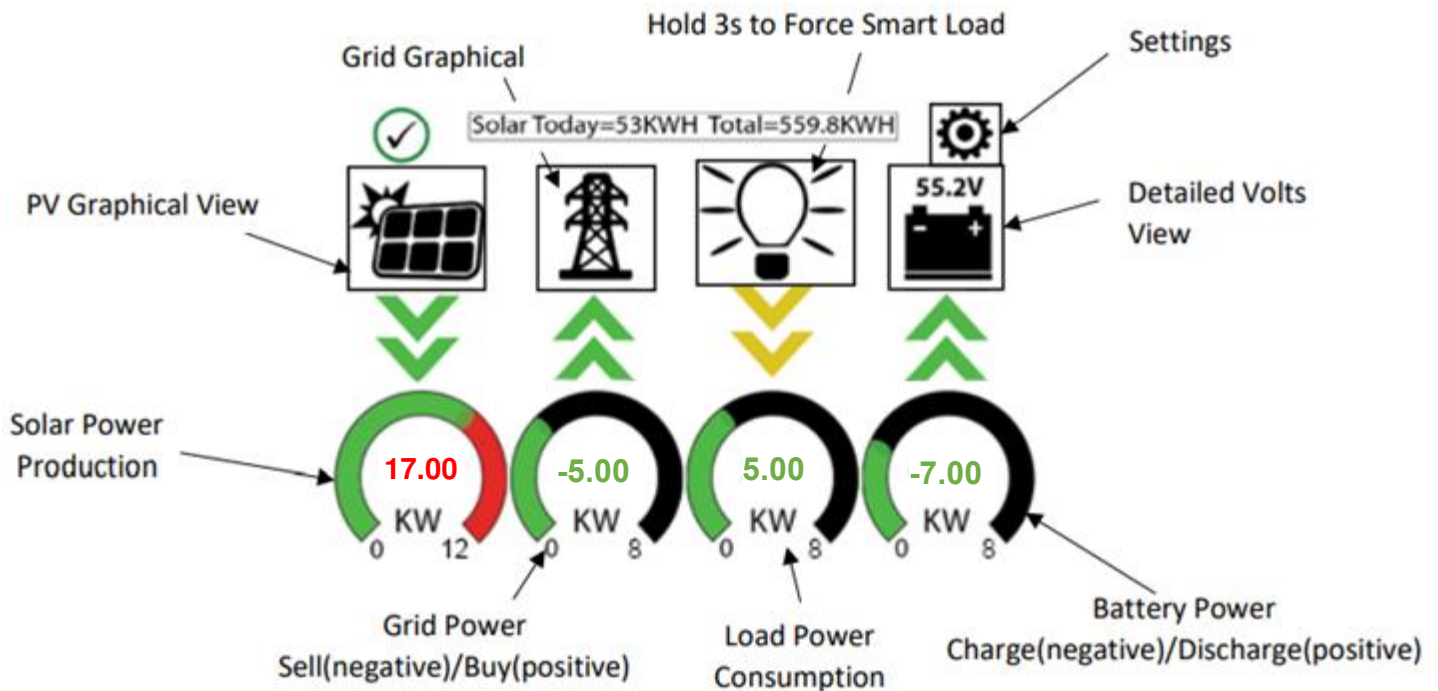 Hold 3s to Force Smart Load
Grid Graphical
Settings
Solar Today=53KWH Total=559.8KWH
PV Graphical View
55.2V
- +
Detailed Volts
View
Solar Power
Production
17.00
-5.00
5.00
-7.00
KW
KW
KW
KW
0 12
0 8
0 8
0 8
Grid Power
Sell(negative)/Buy(positive)
Load Power
Consumption
Battery Power
Charge(negative)/Discharge(positive)